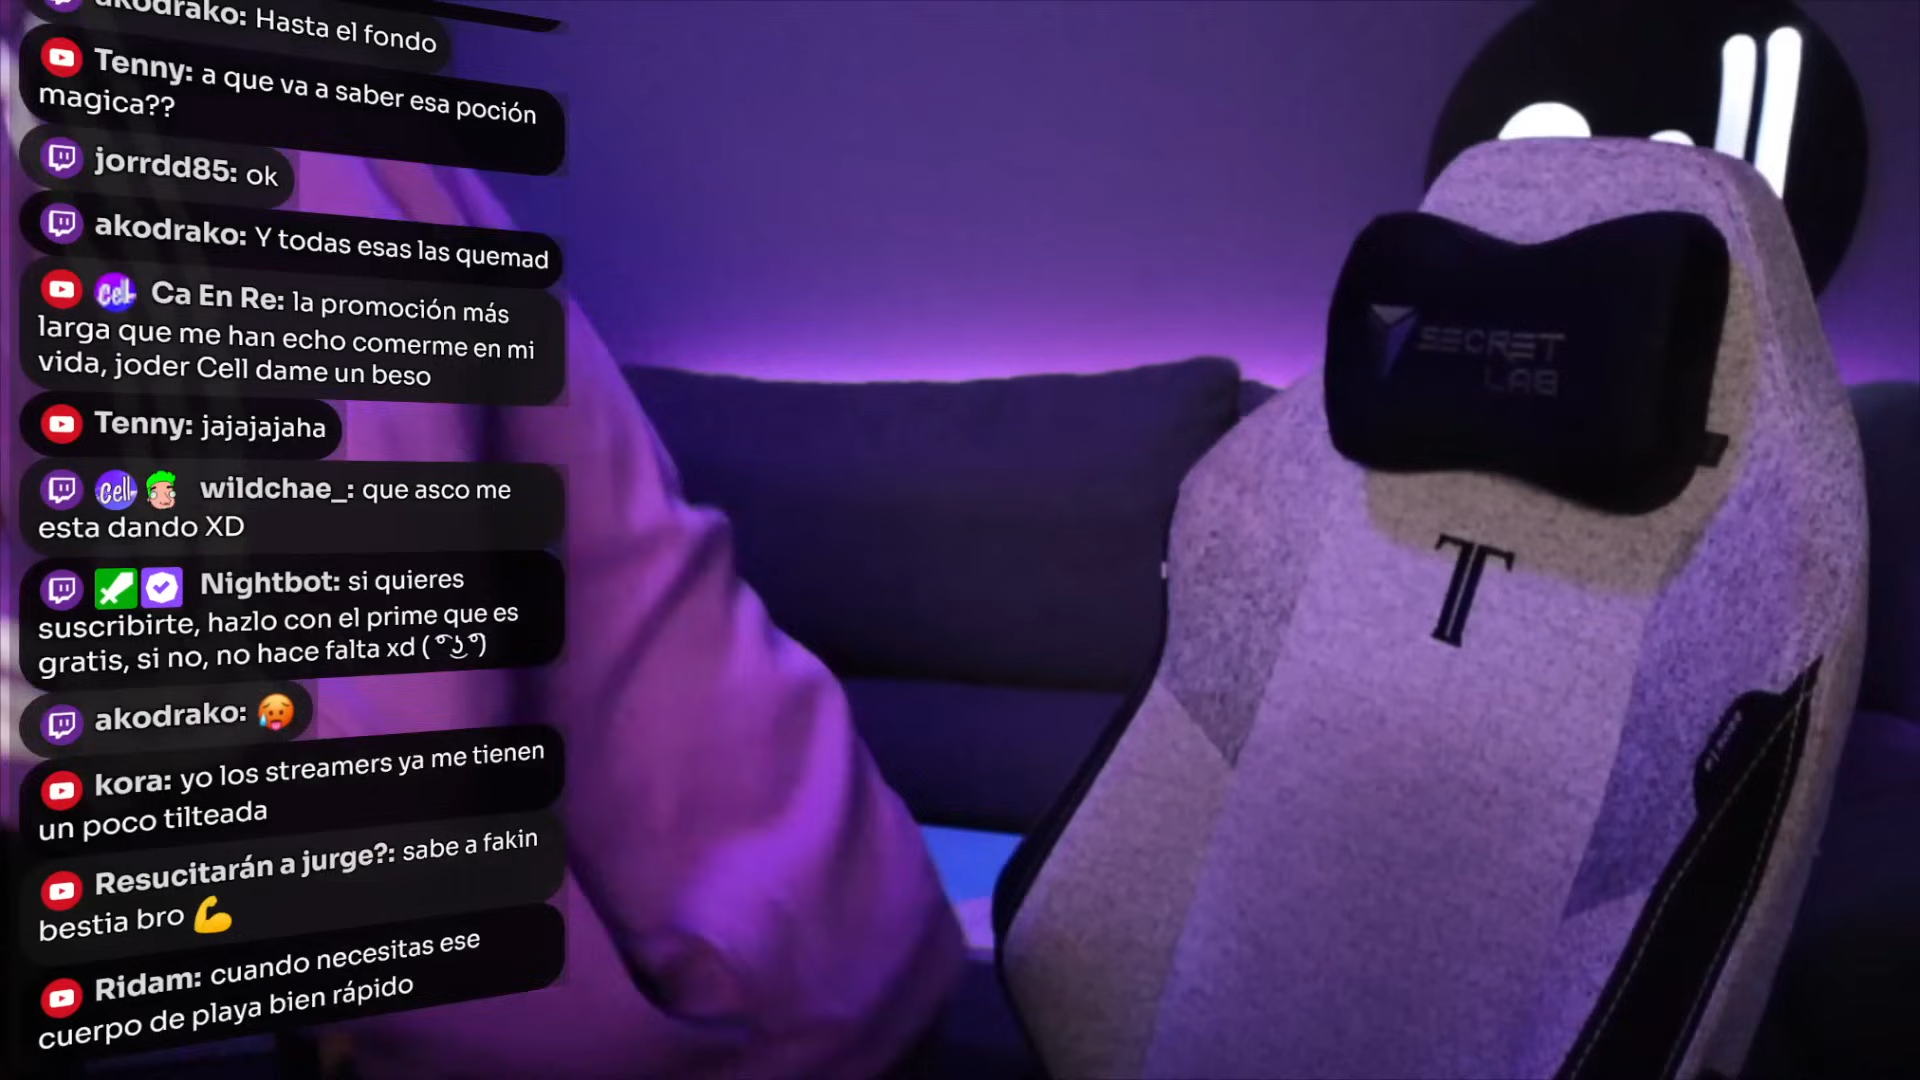 akodrako: Hasta el fondo
Tenny: a que va a saber esa poción
magica??
jorrdd85: ok
akodrako: Y todas esas las quemad
cell Ca En Re: la promoción más
larga que me han echo comerme en mi
vida, joder Cell dame un beso
Tenny: jajajajaha
cell wildchae_: que asco me
esta dando XD
Nightbot: si quieres
suscribirte, hazlo con el prime que es
gratis, si no, no hace falta xd ( ͡° ͜ʖ ͡°)
akodrako: 🥵
kora: yo los streamers ya me tienen
un poco tilteada
Resucitarán a jurge?: sabe a fakin
bestia bro 💪
Ridam: cuando necesitas ese
cuerpo de playa bien rápido
SECRET
LAB
T